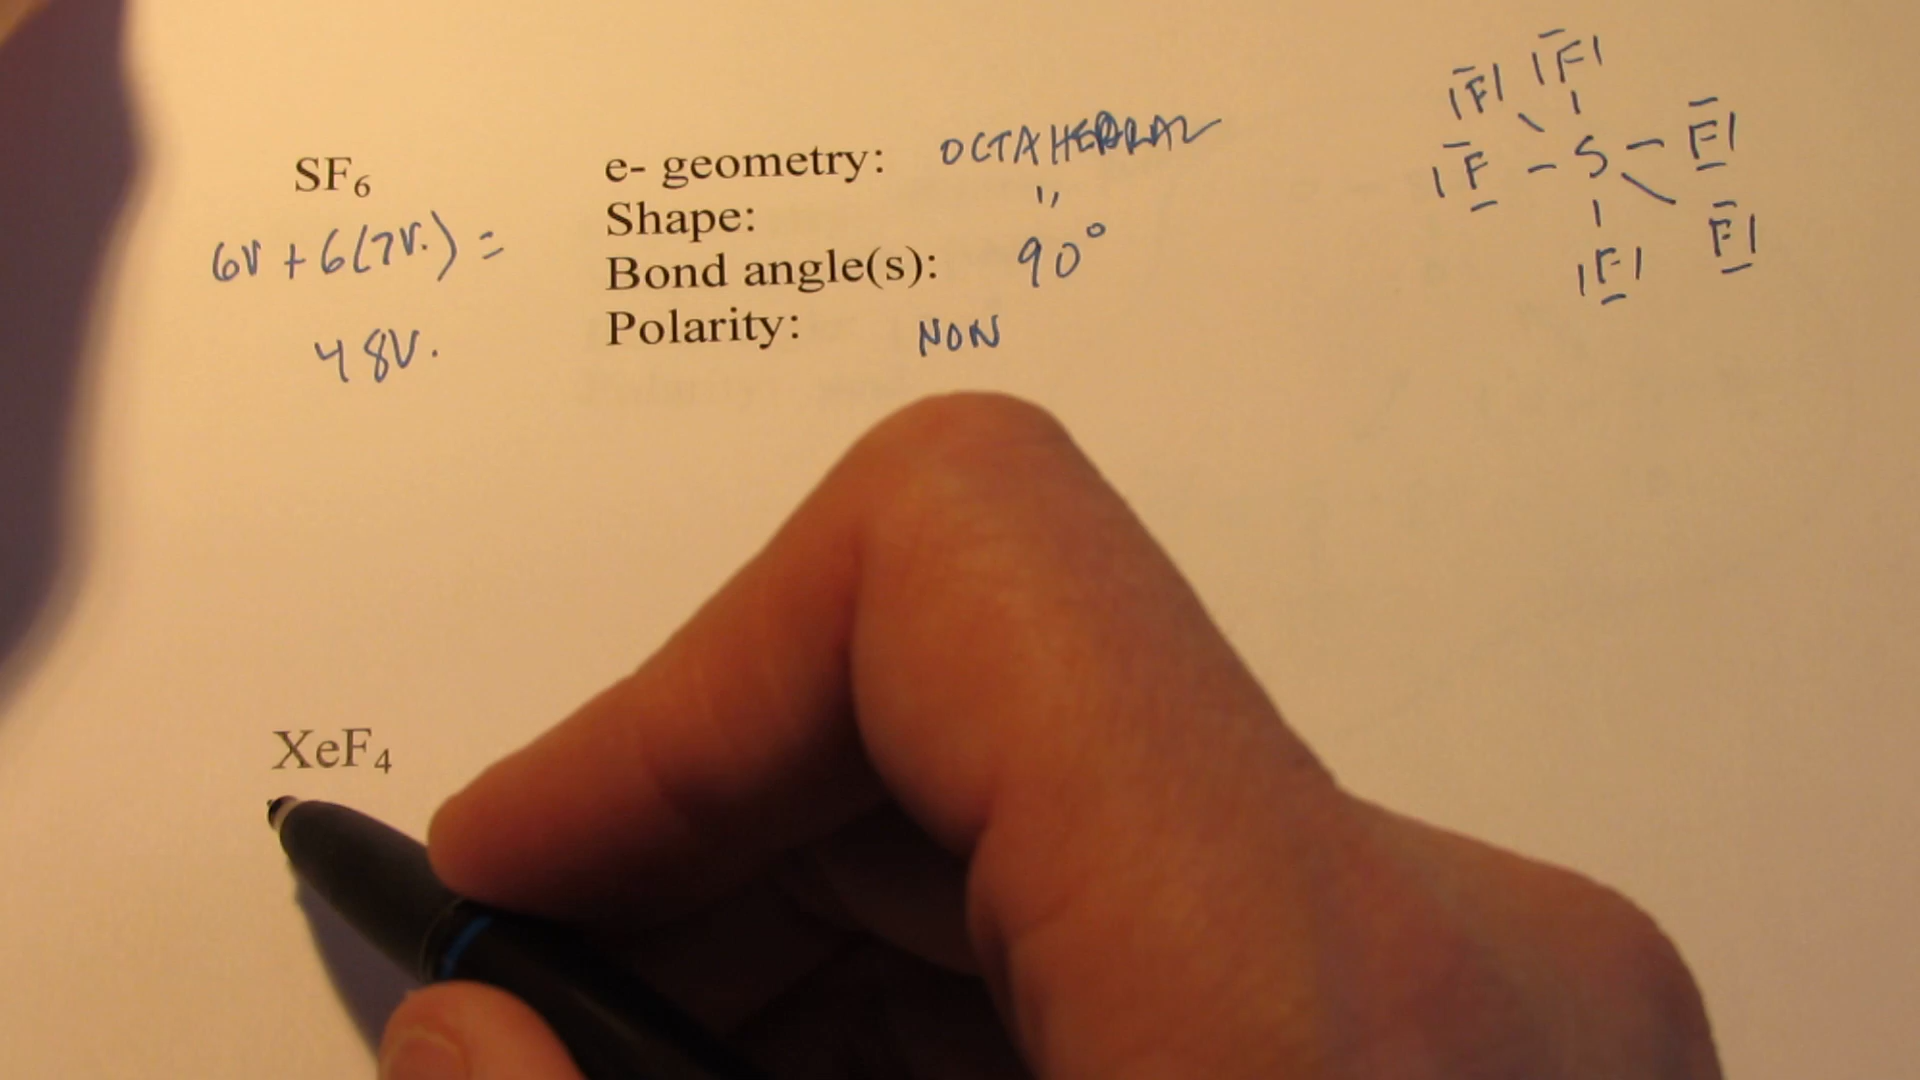 SF₆
6V + 6(7V.) =
48V.
e- geometry: OCTAHEDRAL
Shape: "
Bond angle(s): 90°
Polarity: NON
|F| |F|
|F - S - F|
|F| F|
XeF₄